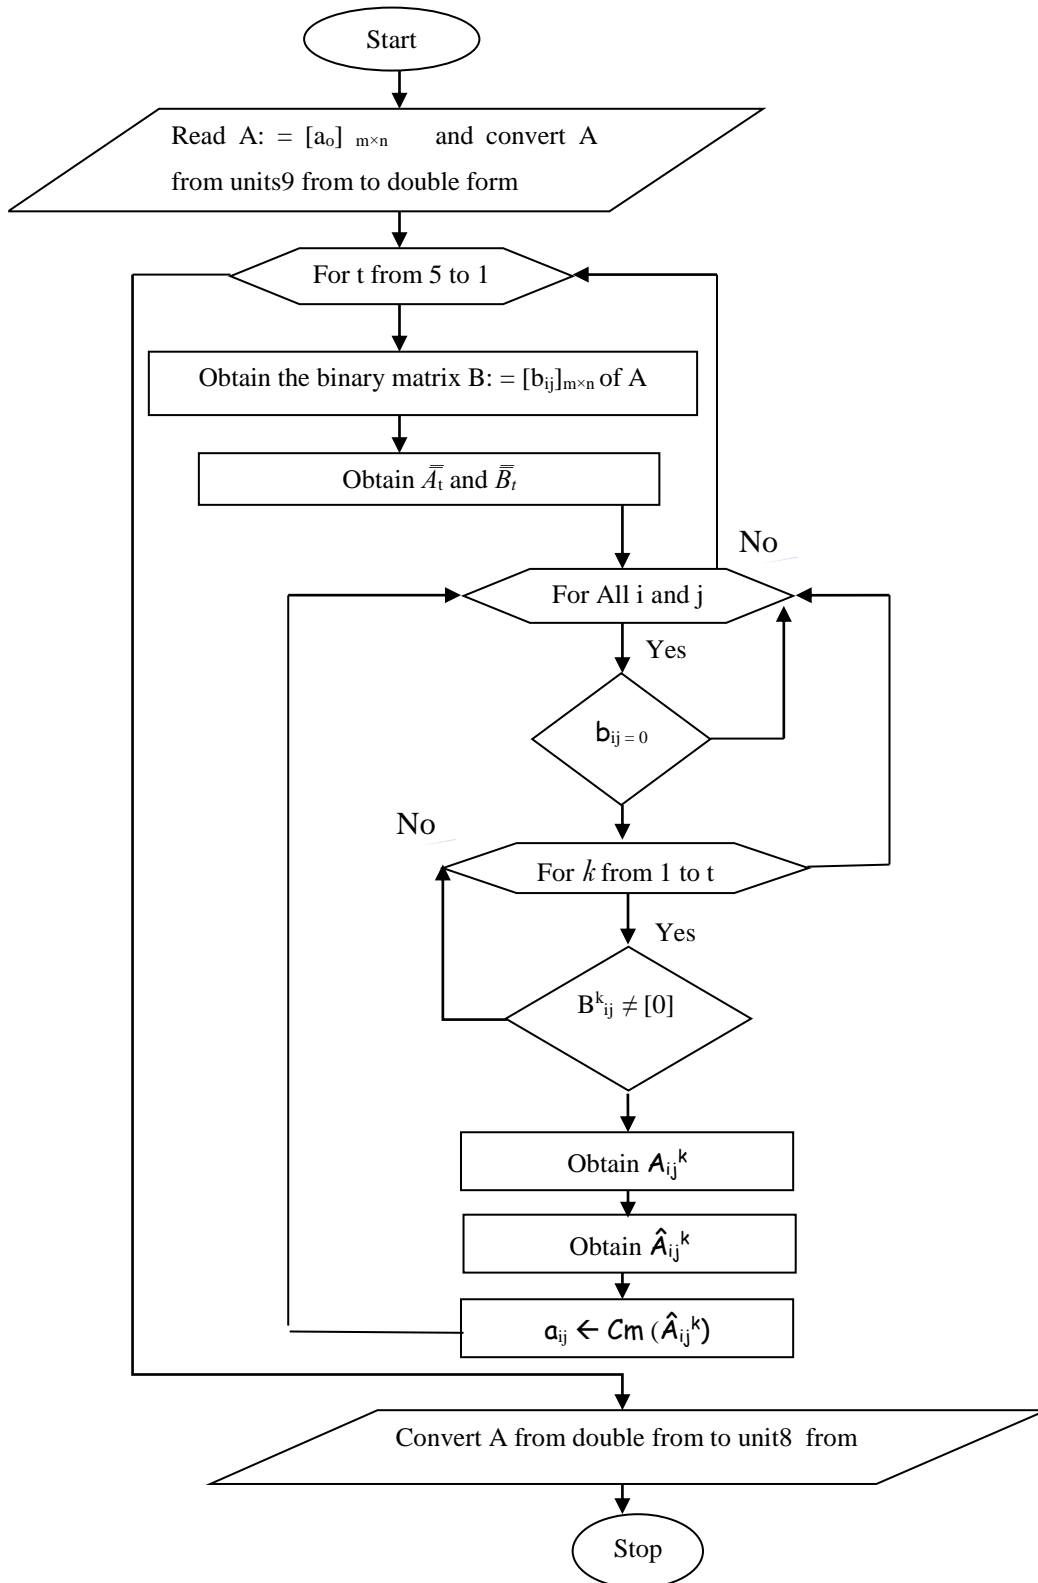 Start
Read A: = [aₒ] ₘ×ₙ and convert A
from units9 from to double form
For t from 5 to 1
Obtain the binary matrix B: = [bᵢⱼ]ₘ×ₙ of A
Obtain A̿ₜ and B̿ₜ
No
For All i and j
Yes
bᵢⱼ ₌ ₀
No
For k from 1 to t
Yes
Bᵏᵢⱼ ≠ [0]
Obtain Aᵢⱼᵏ
Obtain Âᵢⱼᵏ
aᵢⱼ ← Cm (Âᵢⱼᵏ)
Convert A from double from to unit8 from
Stop